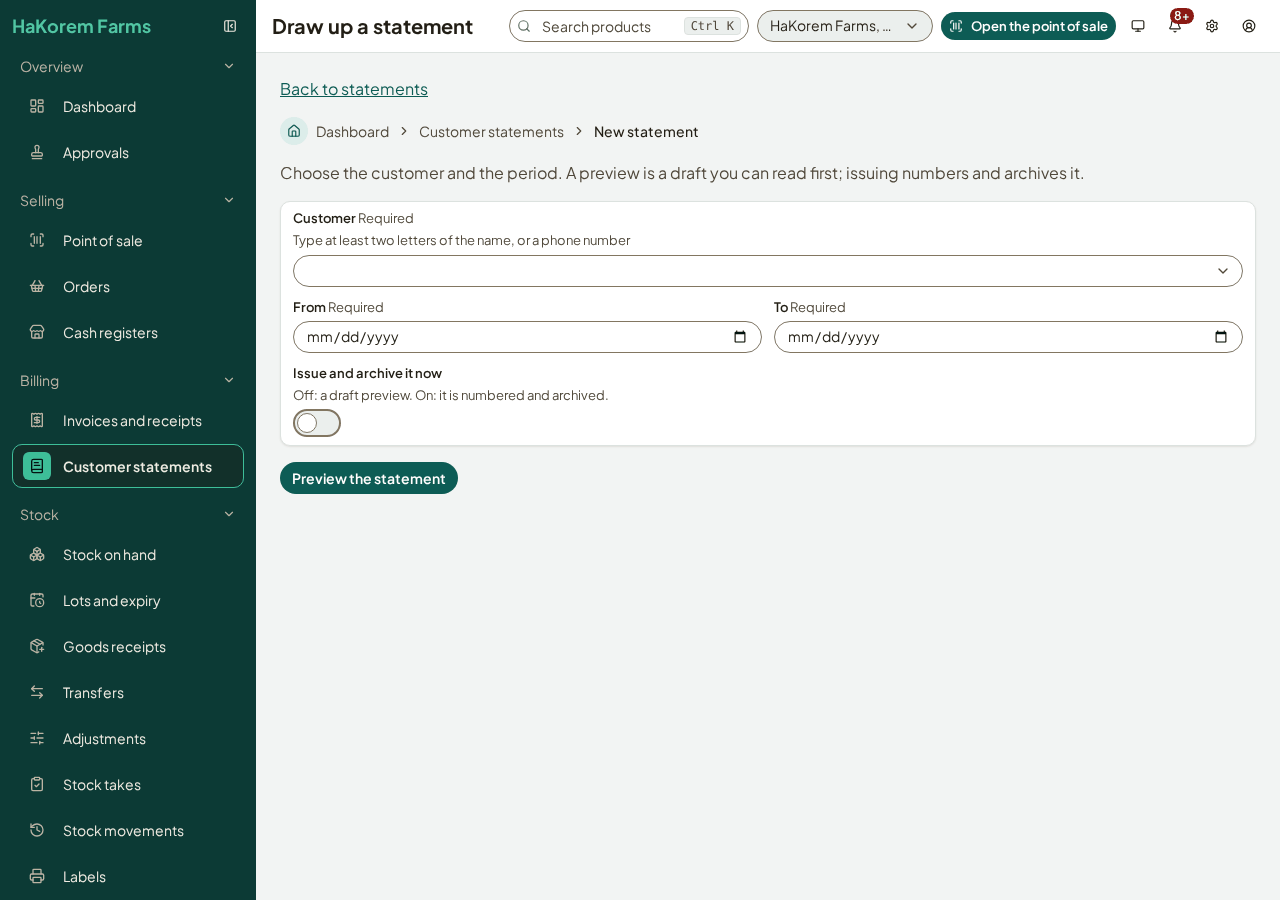 HaKorem Farms
Overview
Dashboard
Approvals
Selling
Point of sale
Orders
Cash registers
Billing
Invoices and receipts
Customer statements
Stock
Stock on hand
Lots and expiry
Goods receipts
Transfers
Adjustments
Stock takes
Stock movements
Labels
Draw up a statement
Search products Ctrl K
HaKorem Farms, …
Open the point of sale
8+
Back to statements
Dashboard > Customer statements > New statement
Choose the customer and the period. A preview is a draft you can read first; issuing numbers and archives it.
Customer Required
Type at least two letters of the name, or a phone number
From Required
To Required
mm/dd/yyyy
mm/dd/yyyy
Issue and archive it now
Off: a draft preview. On: it is numbered and archived.
Preview the statement